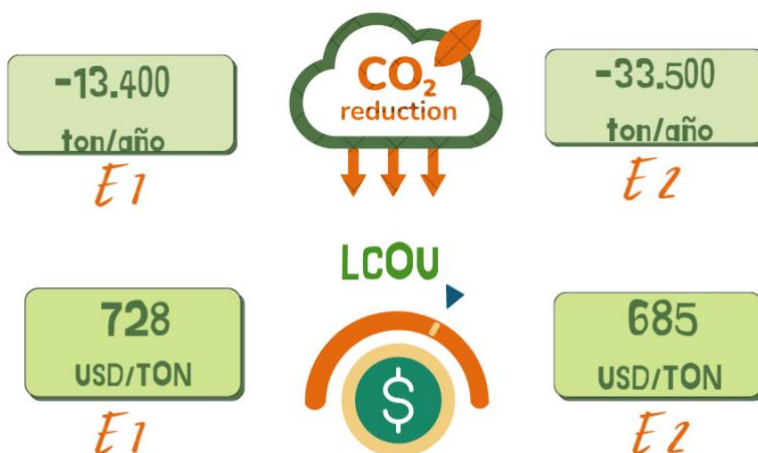 -13.400
ton/año
E1
CO₂
reduction
-33.500
ton/año
E2
LCOU
728
USD/TON
E1
$
685
USD/TON
E2